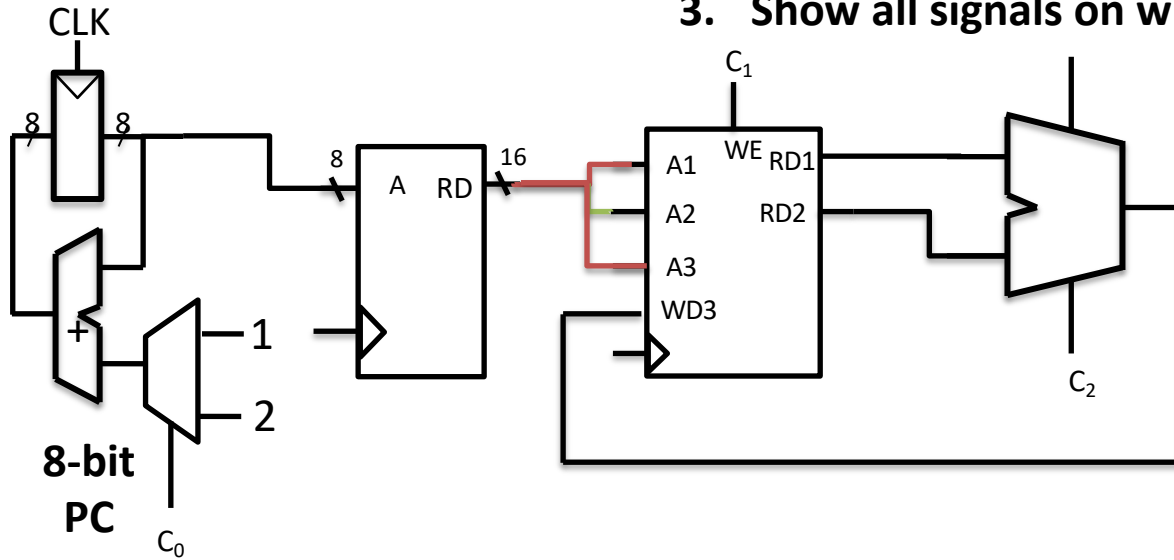 3. Show all signals on w
CLK
C1
8
8
8
16
A
RD
A1
WE
RD1
A2
RD2
A3
WD3
+
1
2
C2
8-bit
PC
C0